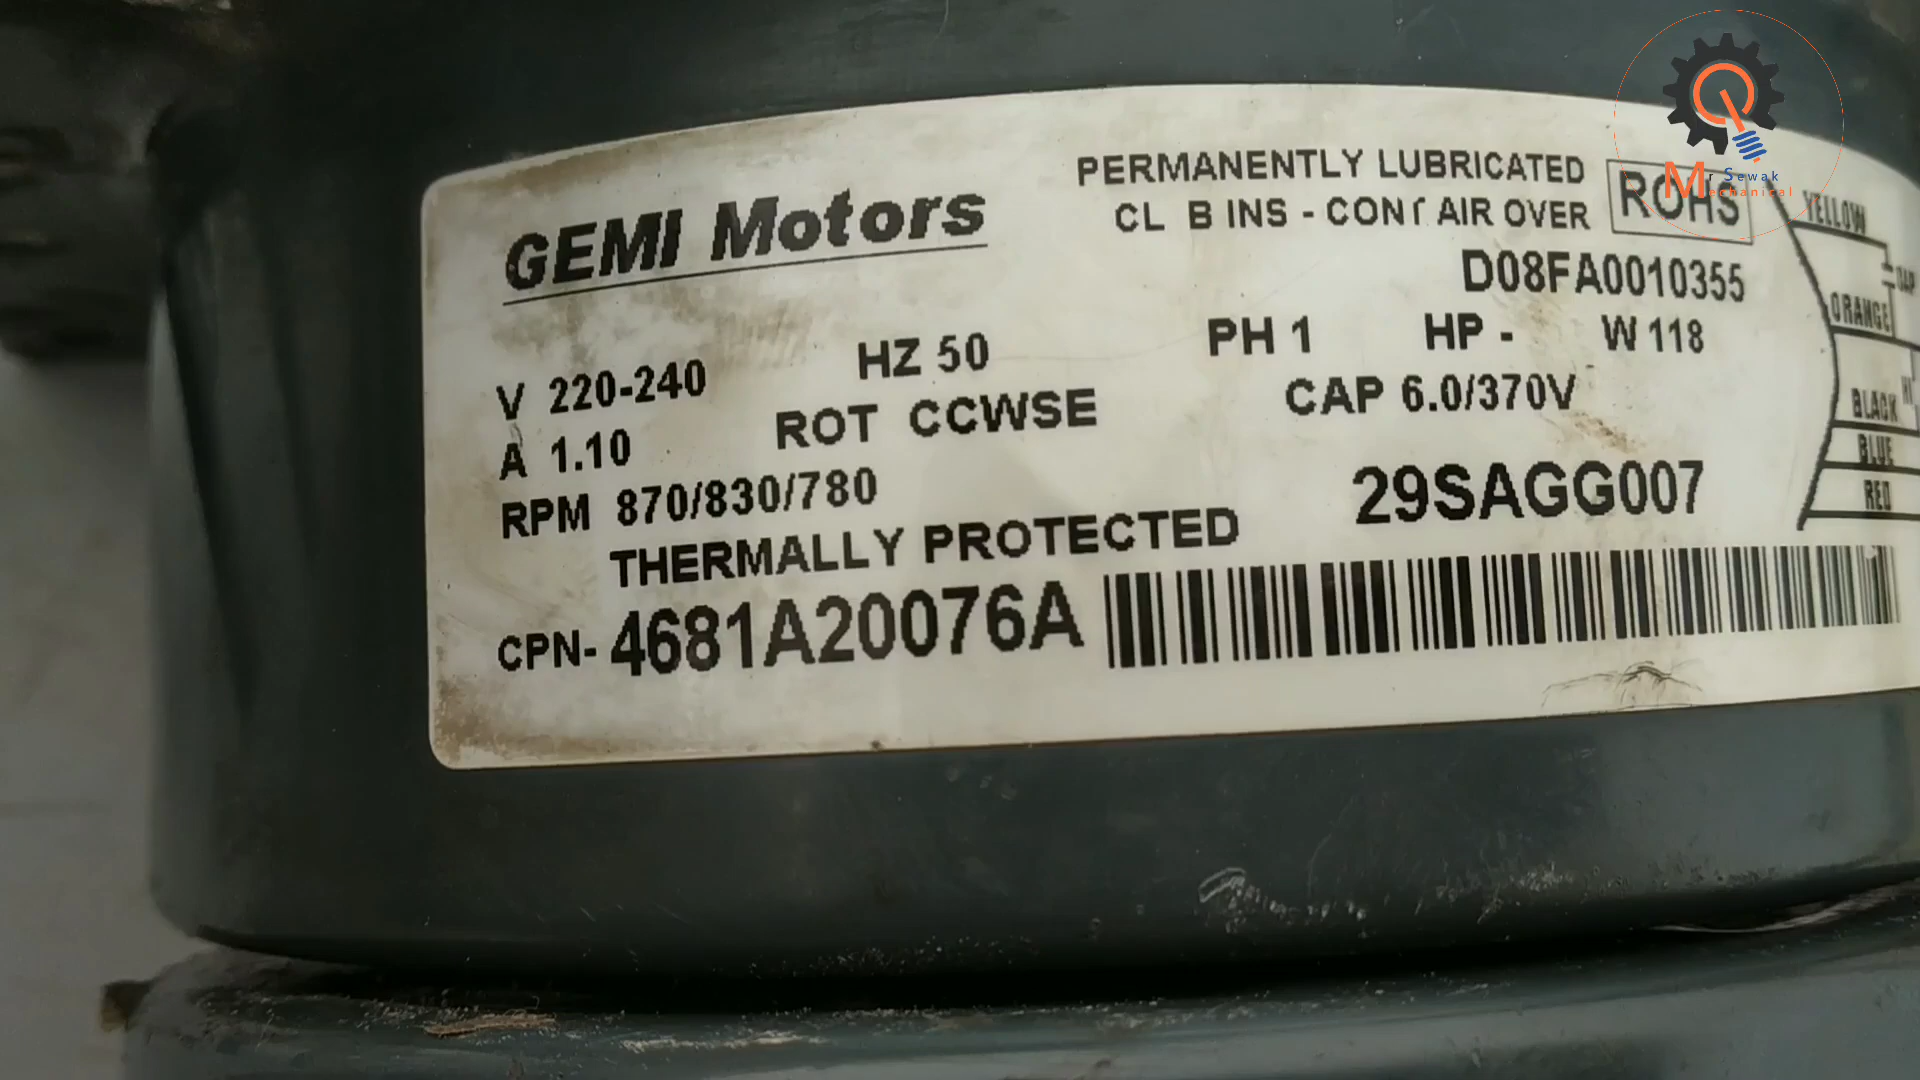 GEMI Motors
PERMANENTLY LUBRICATED
CL B INS - CONT AIR OVER
ROHS
D08FA0010355
V 220-240
HZ 50
PH 1
HP -
W 118
A 1.10
ROT CCWSE
CAP 6.0/370V
RPM 870/830/780
29SAGG007
THERMALLY PROTECTED
CPN- 4681A20076A
YELLOW
CAP
ORANGE
HI
BLACK
BLUE
RED
Mr Sewak
Mechanical